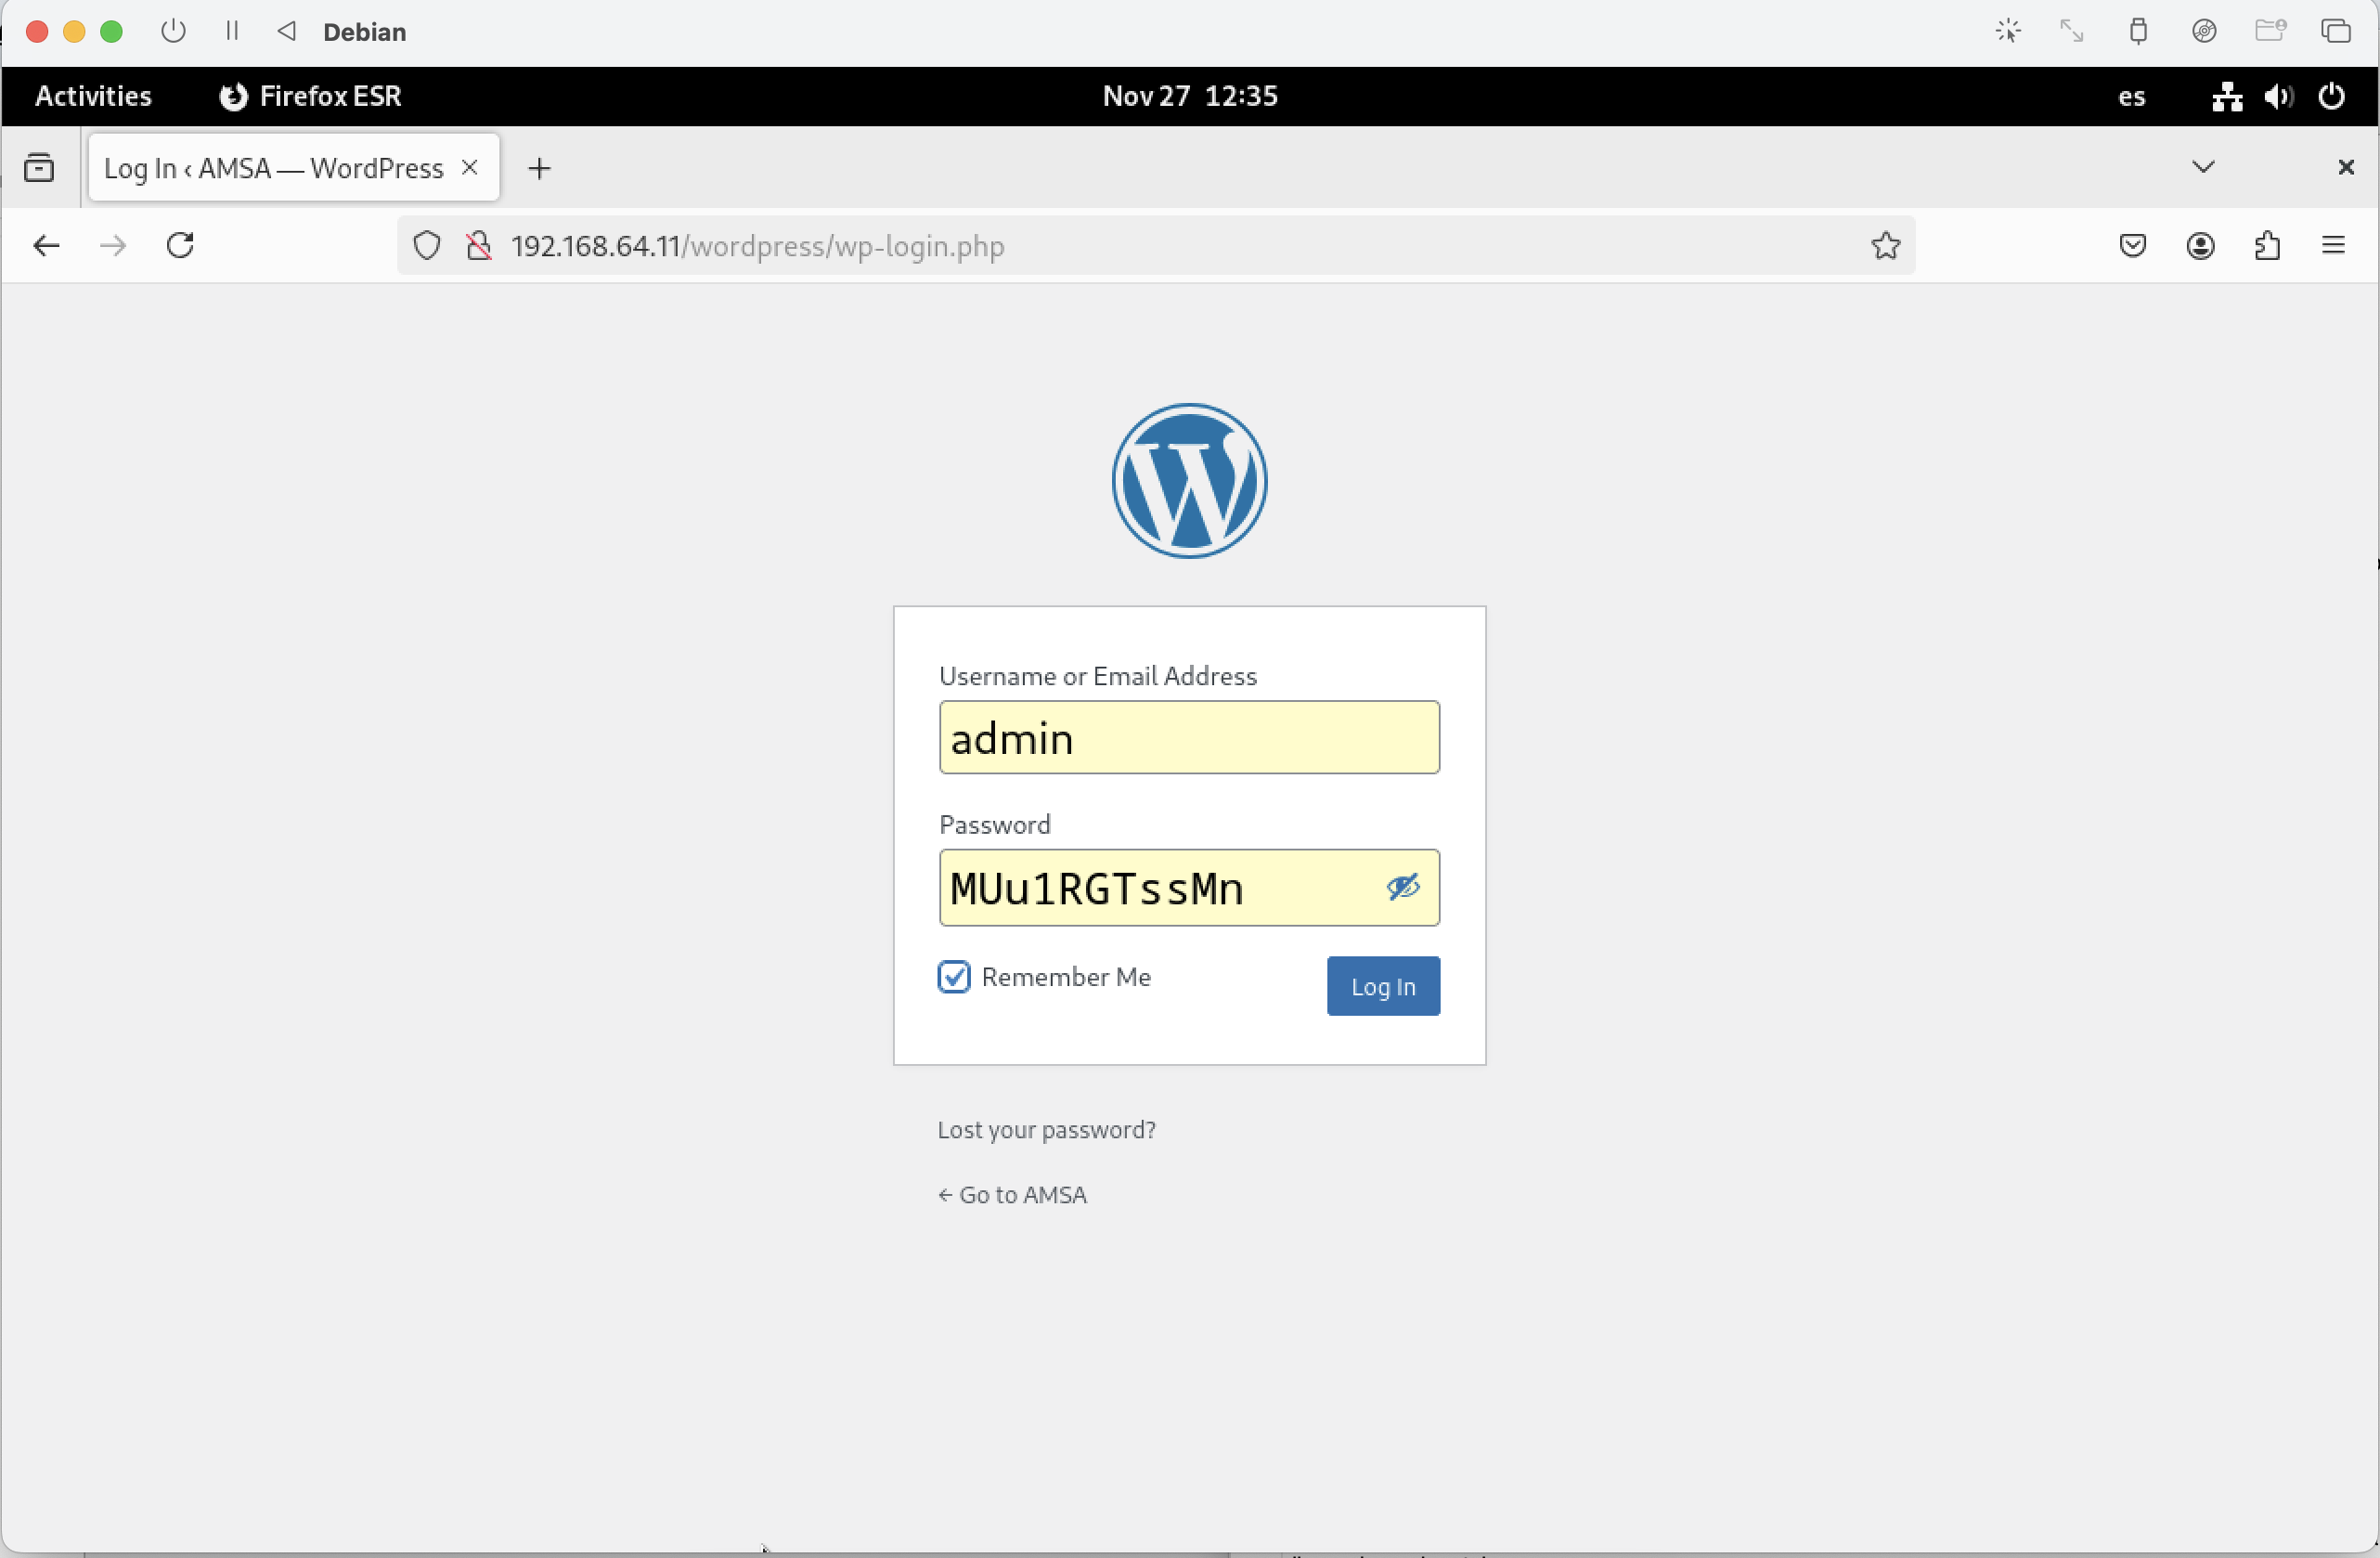 Debian
Activities Firefox ESR Nov 27 12:35 es
Log In ‹ AMSA — WordPress
192.168.64.11/wordpress/wp-login.php
Username or Email Address
admin
Password
MUu1RGTssMn
Remember Me
Log In
Lost your password?
← Go to AMSA